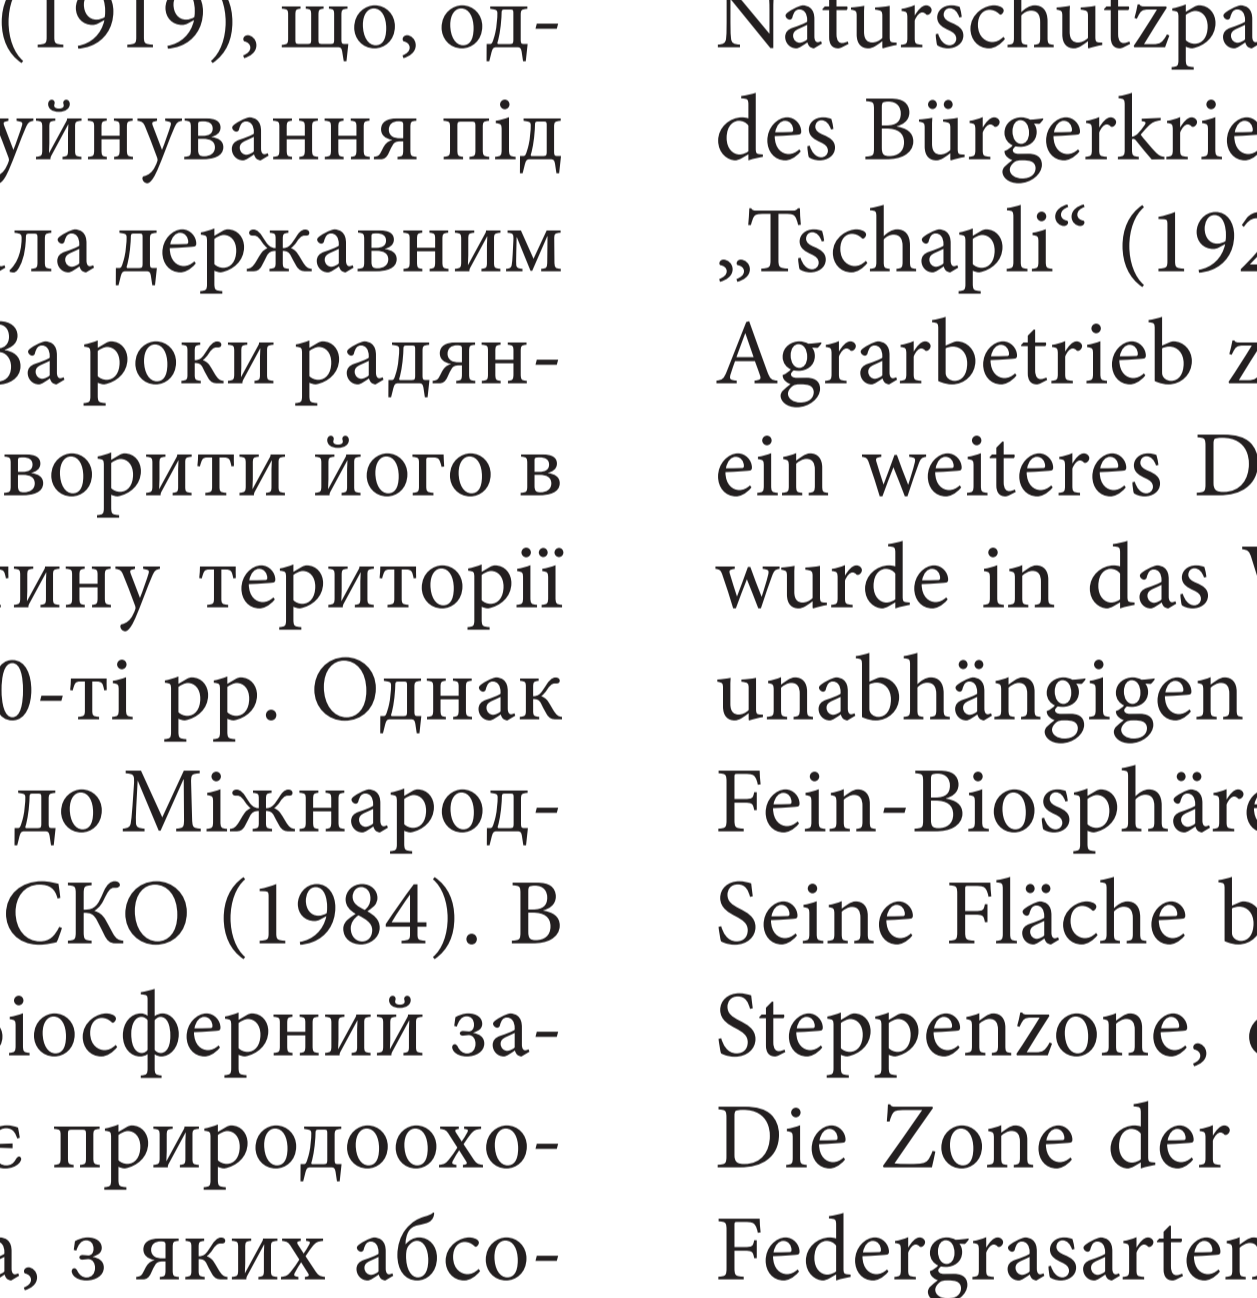 (1919), що, од-
уйнування під
ла державним
За роки радян-
ворити його в
тину території
0-ті рр. Однак
до Міжнарод-
СКО (1984). В
біосферний за-
є природоохо-
а, з яких абсо-
Naturschutzpa
des Bürgerkrie
„Tschapli“ (192
Agrarbetrieb z
ein weiteres D
wurde in das V
unabhängigen
Fein-Biosphäre
Seine Fläche b
Steppenzone,
Die Zone der
Federgrasarten